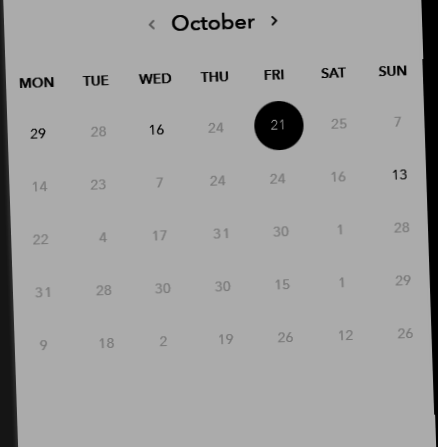 ‹ October ›
MON TUE WED THU FRI SAT SUN
29 28 16 24 21 25 7
14 23 7 24 24 16 13
22 4 17 31 30 1 28
31 28 30 30 15 1 29
9 18 2 19 26 12 26